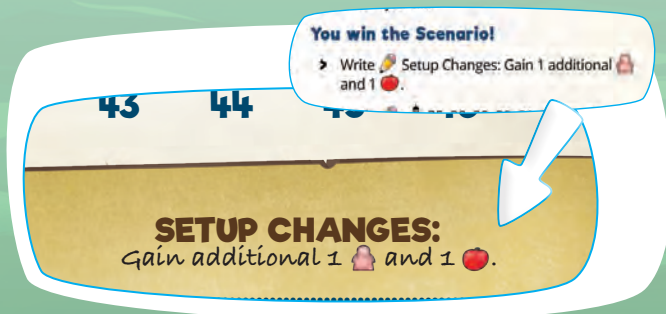 You win the Scenario!
> Write Setup Changes: Gain 1 additional
and 1 .
43 44
SETUP CHANGES:
Gain additional 1 and 1 .